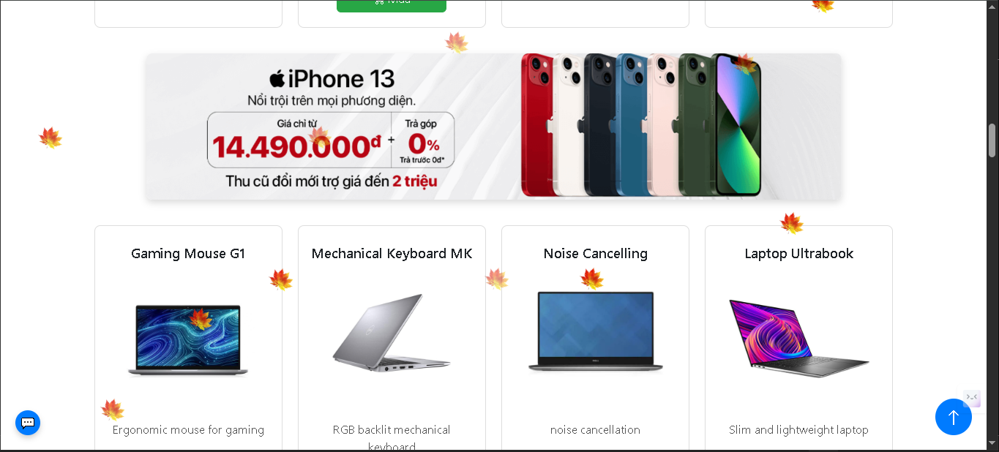 Mua
iPhone 13
Nổi trội trên mọi phương diện.
Giá chỉ từ
14.490.000đ
+
Trả góp
0%
Trả trước 0đ*
Thu cũ đổi mới trợ giá đến 2 triệu
Gaming Mouse G1
Mechanical Keyboard MK
Noise Cancelling
Laptop Ultrabook
Ergonomic mouse for gaming
RGB backlit mechanical
keyboard
noise cancellation
Slim and lightweight laptop